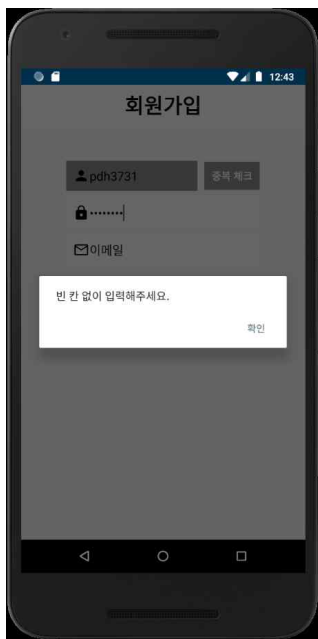 12:43
회원가입
pdh3731
중복 체크
········
이메일
빈 칸 없이 입력해주세요.
확인